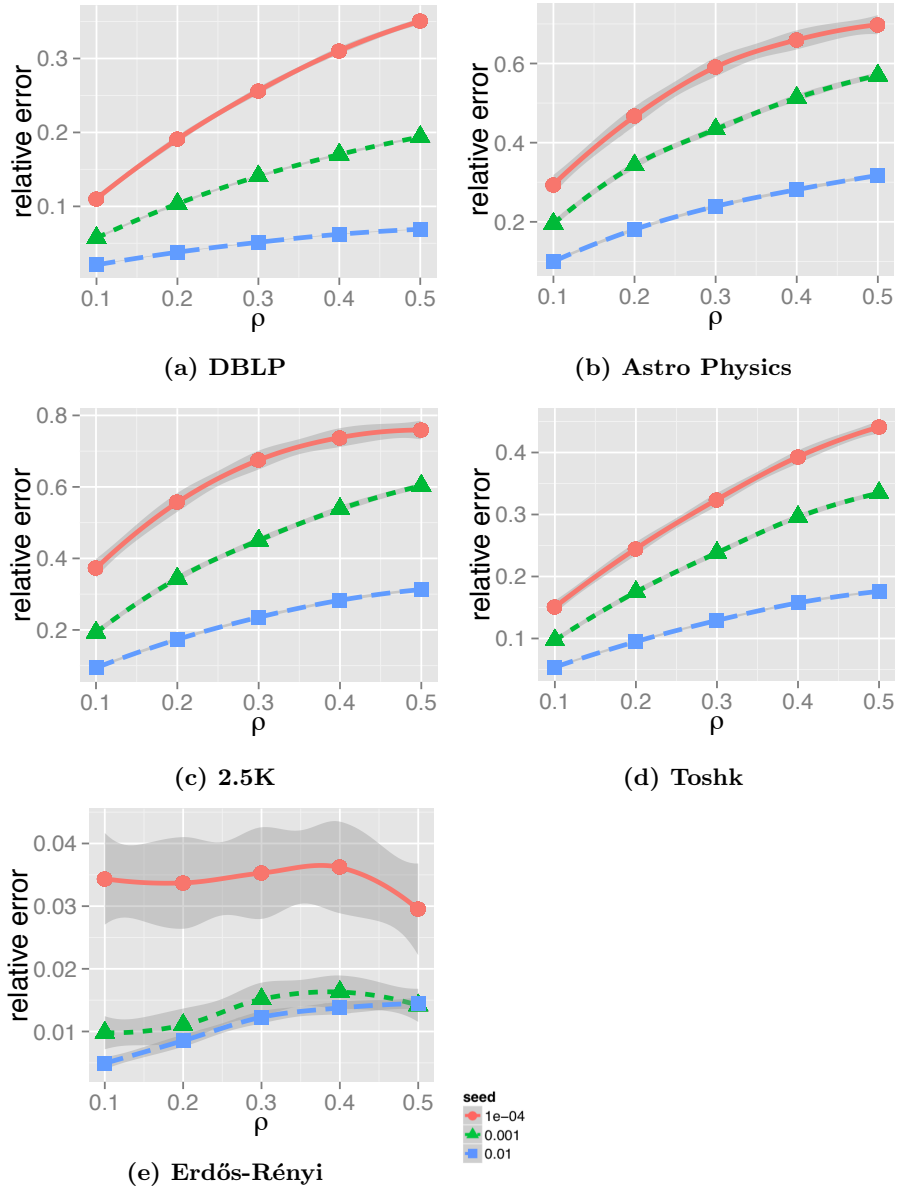 0.3
0.2
0.1
relative error
0.1 0.2 0.3 0.4 0.5
ρ
(a) DBLP
0.6
0.4
0.2
relative error
0.1 0.2 0.3 0.4 0.5
ρ
(b) Astro Physics
0.8
0.6
0.4
0.2
relative error
0.1 0.2 0.3 0.4 0.5
ρ
(c) 2.5K
0.4
0.3
0.2
0.1
relative error
0.1 0.2 0.3 0.4 0.5
ρ
(d) Toshk
0.04
0.03
0.02
0.01
relative error
0.1 0.2 0.3 0.4 0.5
ρ
(e) Erdős-Rényi
seed
1e−04
0.001
0.01